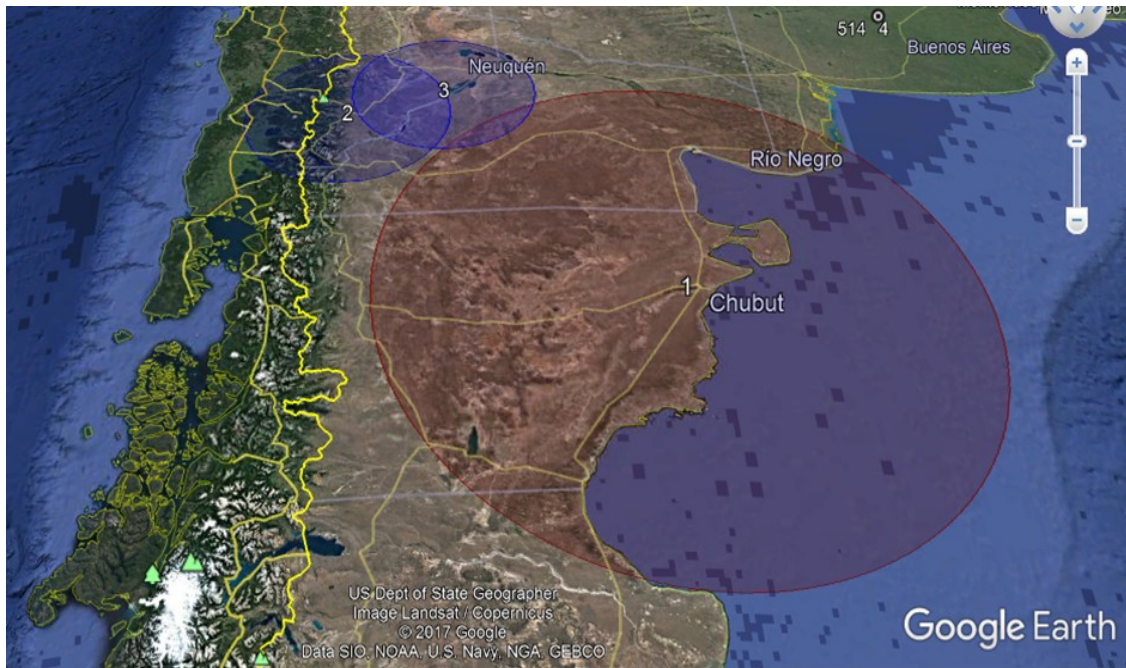 514 4
Buenos Aires
Neuquén
3
2
Río Negro
1
Chubut
US Dept of State Geographer
Image Landsat / Copernicus
© 2017 Google
Data SIO, NOAA, U.S. Navy, NGA, GEBCO
Google Earth